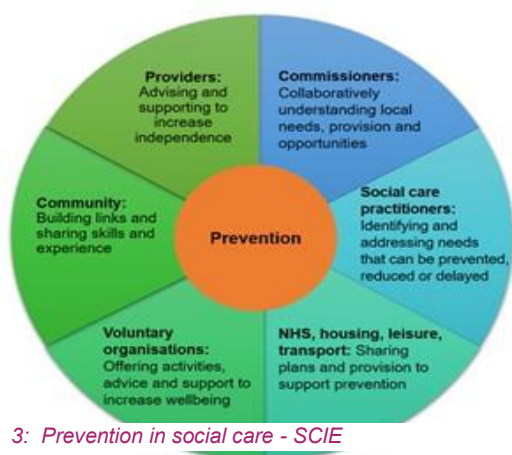 Providers:
Advising and
supporting to
increase
independence
Commissioners:
Collaboratively
understanding local
needs, provision and
opportunities
Community:
Building links and
sharing skills and
experience
Prevention
Social care
practitioners:
Identifying and
addressing needs
that can be prevented,
reduced or delayed
Voluntary
organisations:
Offering activities,
advice and support to
increase wellbeing
NHS, housing, leisure,
transport: Sharing
plans and provision to
support prevention
3: Prevention in social care - SCIE